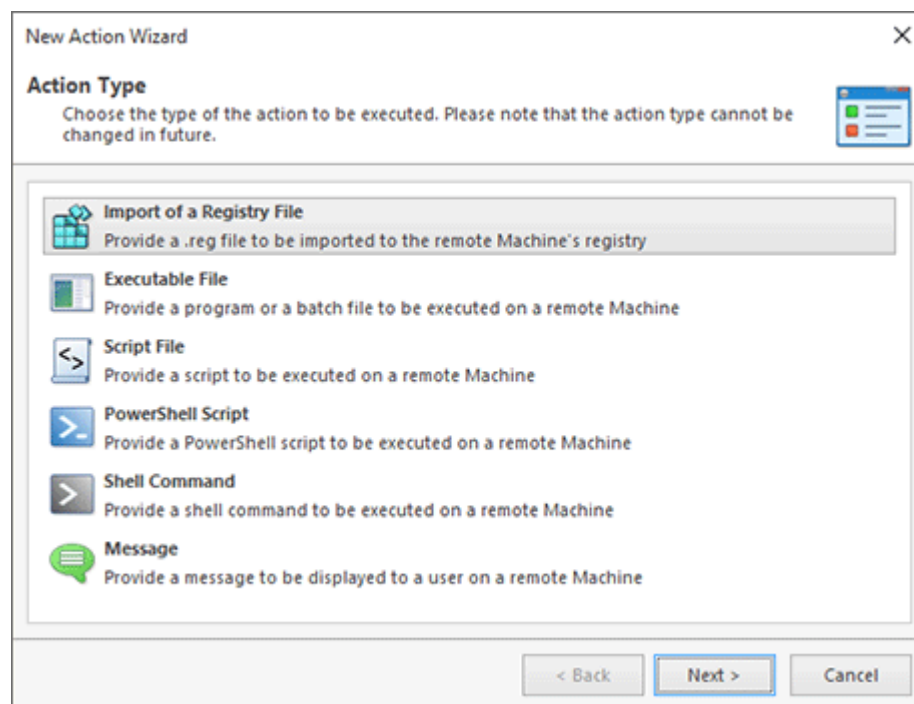 New Action Wizard
Action Type
Choose the type of the action to be executed. Please note that the action type cannot be
changed in future.
Import of a Registry File
Provide a .reg file to be imported to the remote Machine's registry
Executable File
Provide a program or a batch file to be executed on a remote Machine
Script File
Provide a script to be executed on a remote Machine
PowerShell Script
Provide a PowerShell script to be executed on a remote Machine
Shell Command
Provide a shell command to be executed on a remote Machine
Message
Provide a message to be displayed to a user on a remote Machine
< Back Next > Cancel